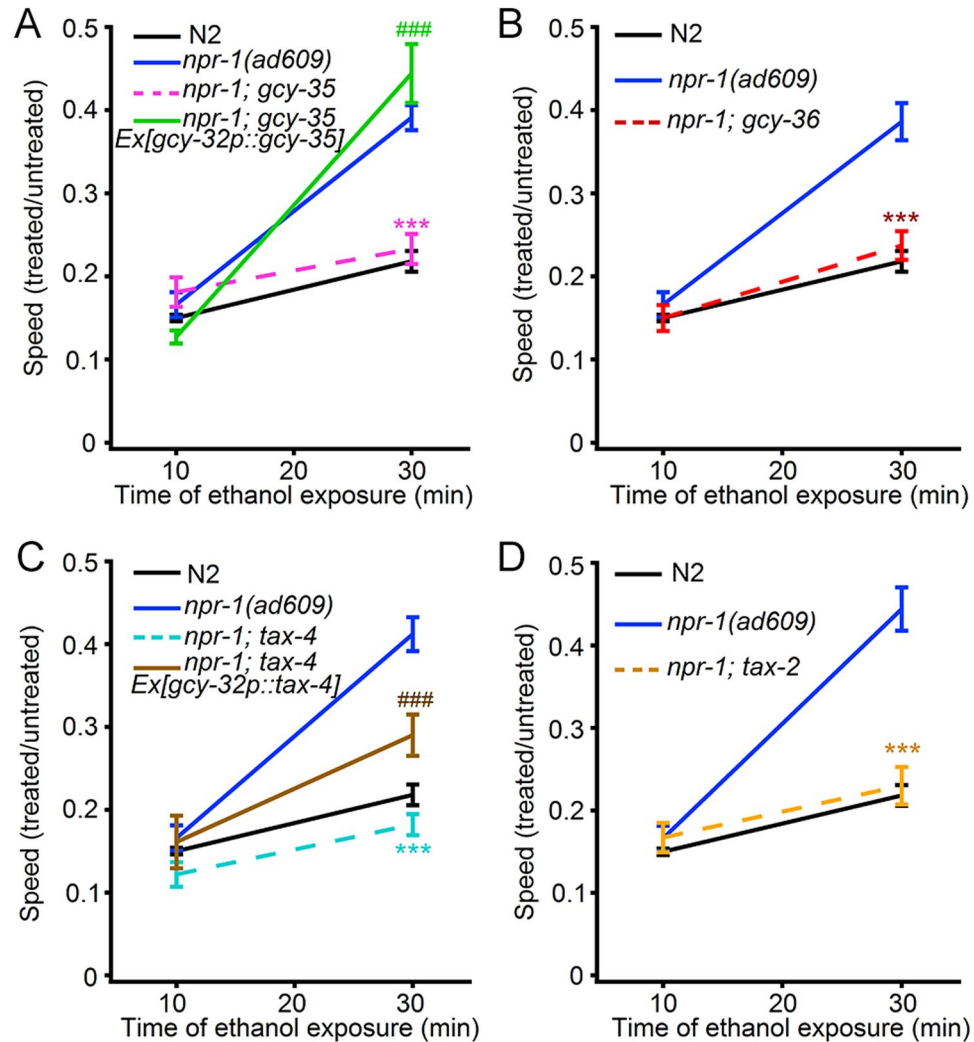 A
N2
npr-1(ad609)
npr-1; gcy-35
npr-1; gcy-35
Ex[gcy-32p::gcy-35]
###
***
0.5
0.4
0.3
0.2
0.1
0
Speed (treated/untreated)
10 20 30
Time of ethanol exposure (min)
B
N2
npr-1(ad609)
npr-1; gcy-36
***
0.5
0.4
0.3
0.2
0.1
0
Speed (treated/untreated)
10 20 30
Time of ethanol exposure (min)
C
N2
npr-1(ad609)
npr-1; tax-4
npr-1; tax-4
Ex[gcy-32p::tax-4]
###
***
0.5
0.4
0.3
0.2
0.1
0
Speed (treated/untreated)
10 20 30
Time of ethanol exposure (min)
D
N2
npr-1(ad609)
npr-1; tax-2
***
0.5
0.4
0.3
0.2
0.1
0
Speed (treated/untreated)
10 20 30
Time of ethanol exposure (min)